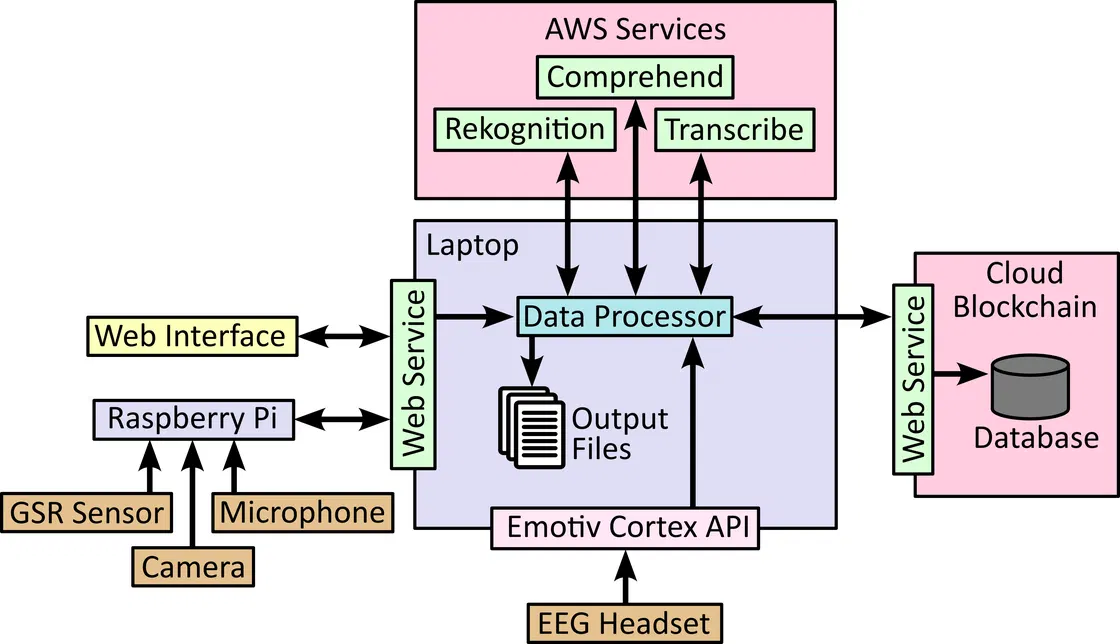 AWS Services
Comprehend
Rekognition
Transcribe
Laptop
Cloud
Blockchain
Web Service
Data Processor
Web Service
Web Interface
Raspberry Pi
Output
Files
Database
GSR Sensor
Microphone
Camera
Emotiv Cortex API
EEG Headset